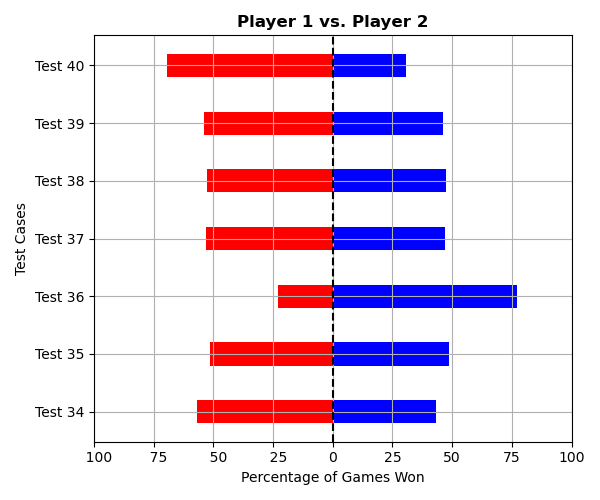 Player 1 vs. Player 2
Test Cases
Test 40
Test 39
Test 38
Test 37
Test 36
Test 35
Test 34
100 75 50 25 0 25 50 75 100
Percentage of Games Won